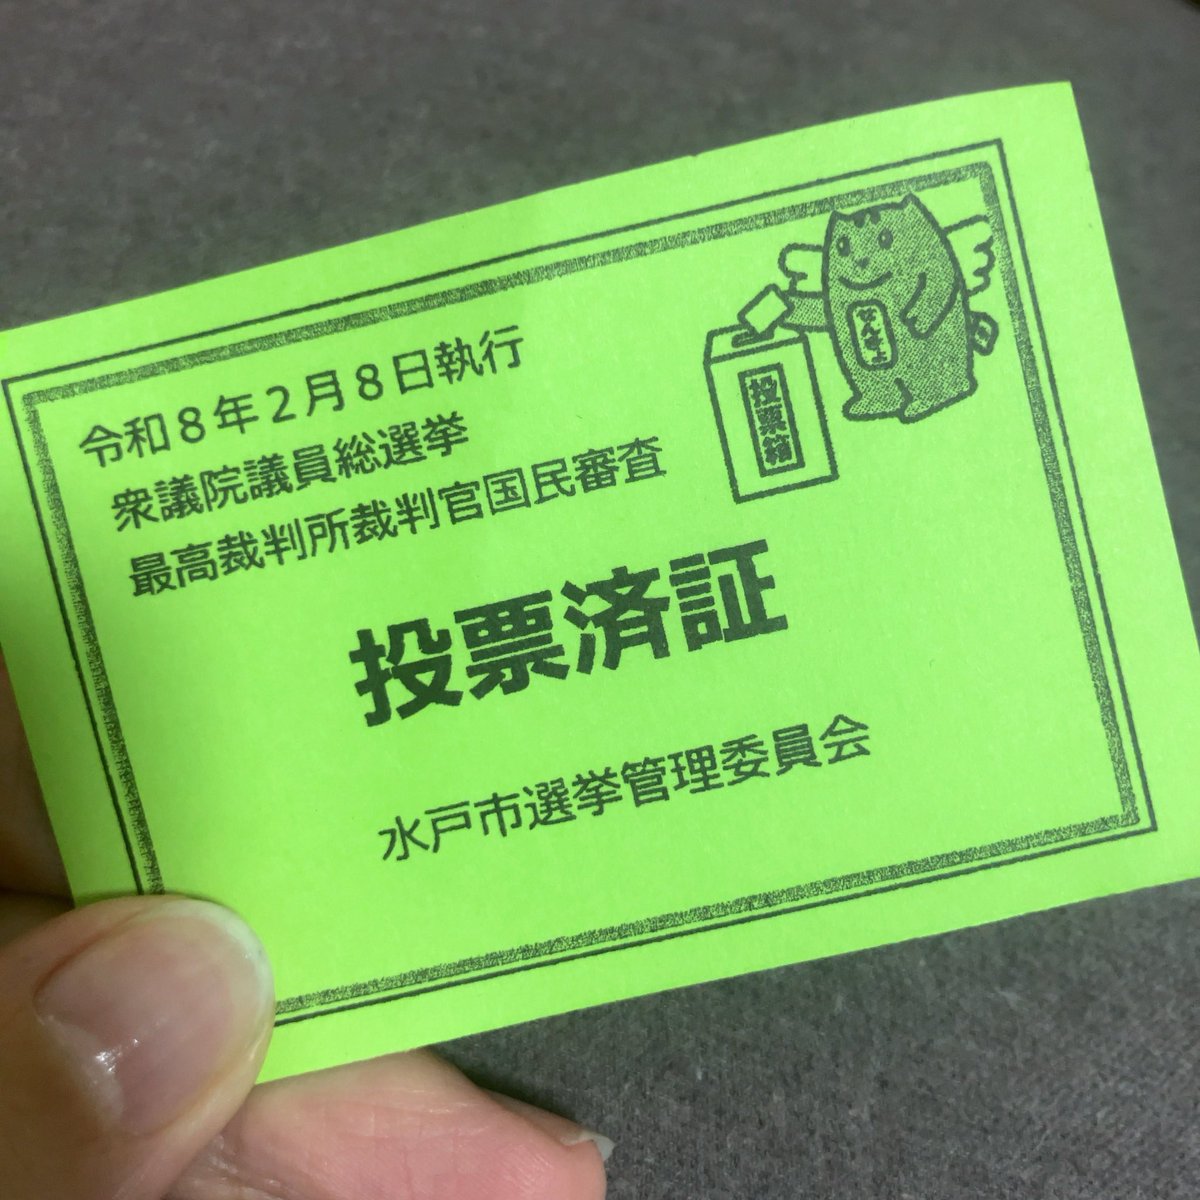 令和８年２月８日執行
衆議院議員総選挙
最高裁判所裁判官国民審査
投票済証
水戸市選挙管理委員会
投票箱